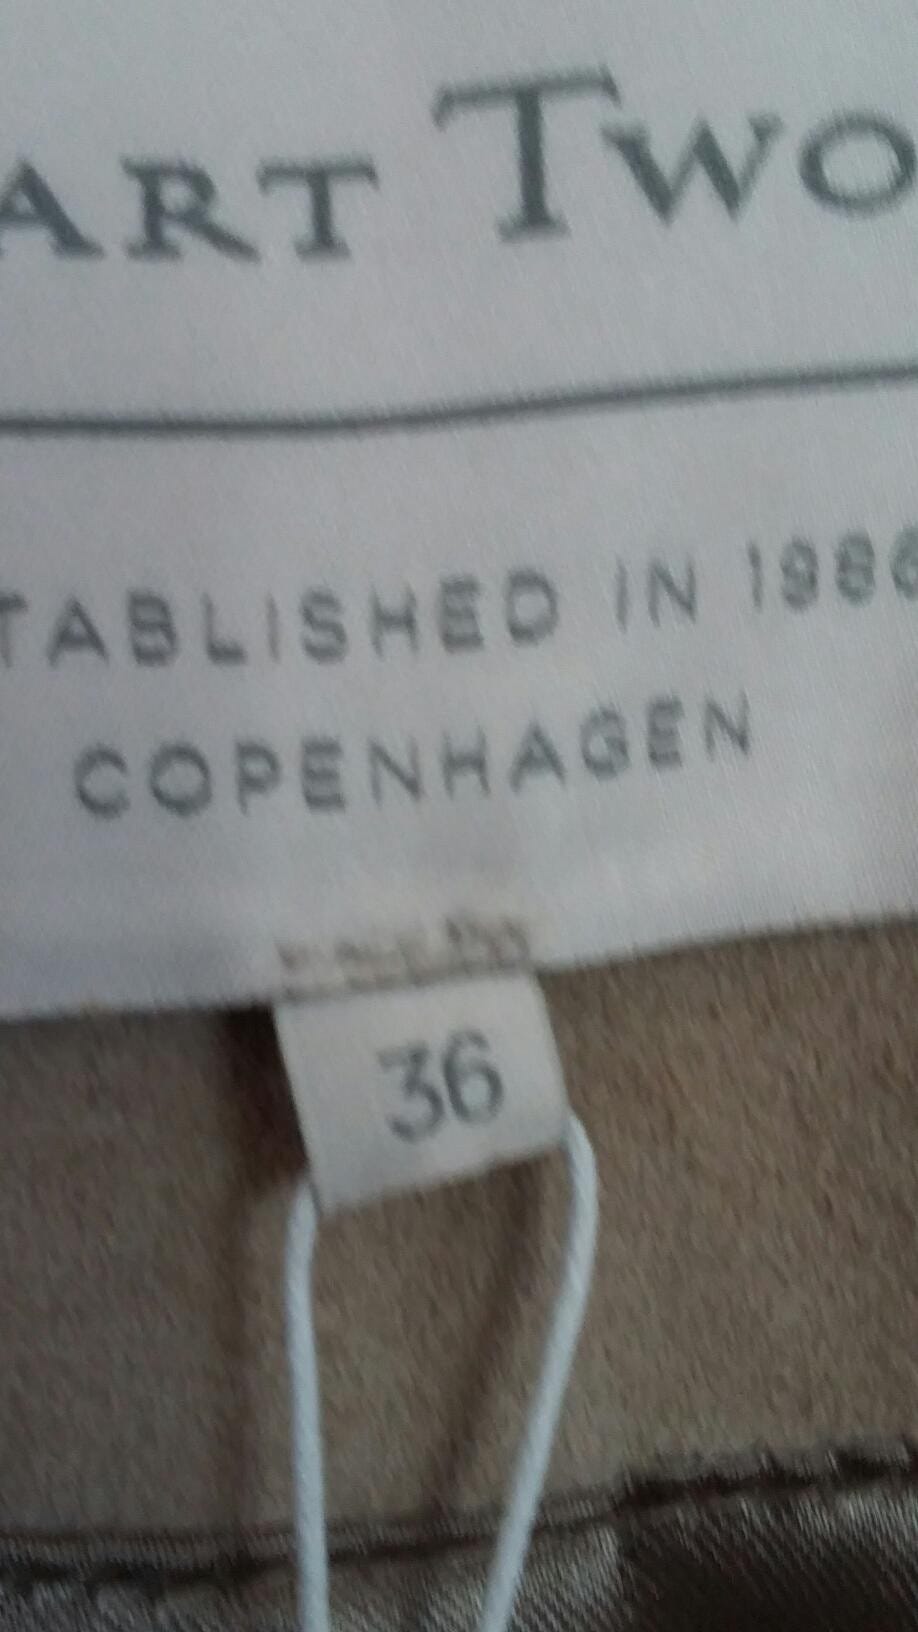 ART TWO
TABLISHED IN 1986
COPENHAGEN
36